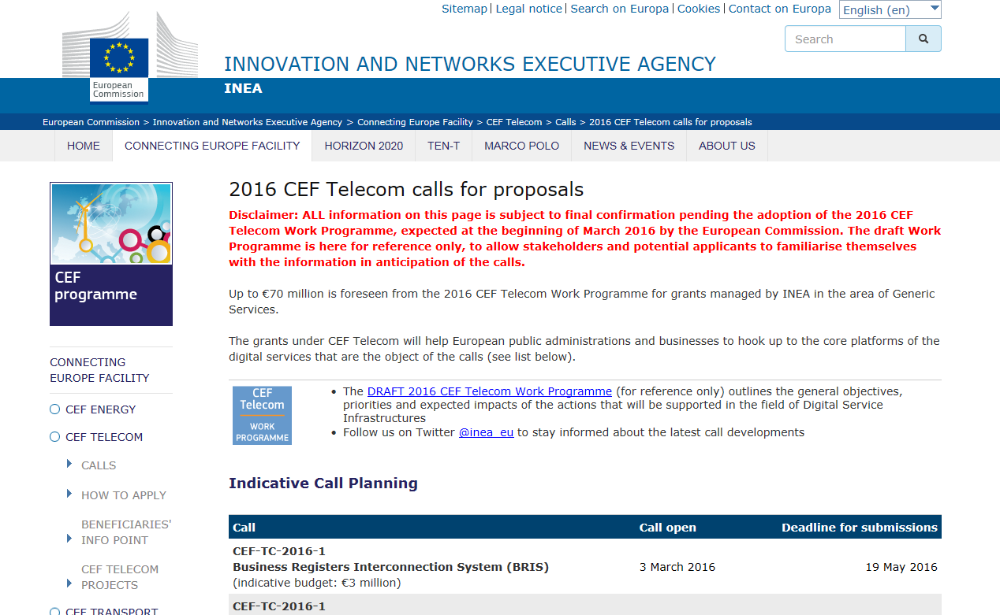 Sitemap | Legal notice | Search on Europa | Cookies | Contact on Europa
English (en)
Search
INNOVATION AND NETWORKS EXECUTIVE AGENCY
European
Commission
INEA
European Commission > Innovation and Networks Executive Agency > Connecting Europe Facility > CEF Telecom > Calls > 2016 CEF Telecom calls for proposals
HOME
CONNECTING EUROPE FACILITY
HORIZON 2020
TEN-T
MARCO POLO
NEWS & EVENTS
ABOUT US
CEF
programme
CONNECTING
EUROPE FACILITY
CEF ENERGY
CEF TELECOM
CALLS
HOW TO APPLY
BENEFICIARIES'
INFO POINT
CEF TELECOM
PROJECTS
CEF TRANSPORT
2016 CEF Telecom calls for proposals
Disclaimer: ALL information on this page is subject to final confirmation pending the adoption of the 2016 CEF
Telecom Work Programme, expected at the beginning of March 2016 by the European Commission. The draft Work
Programme is here for reference only, to allow stakeholders and potential applicants to familiarise themselves
with the information in anticipation of the calls.
Up to €70 million is foreseen from the 2016 CEF Telecom Work Programme for grants managed by INEA in the area of Generic
Services.
The grants under CEF Telecom will help European public administrations and businesses to hook up to the core platforms of the
digital services that are the object of the calls (see list below).
CEF
Telecom
WORK
PROGRAMME
• The DRAFT 2016 CEF Telecom Work Programme (for reference only) outlines the general objectives,
priorities and expected impacts of the actions that will be supported in the field of Digital Service
Infrastructures
• Follow us on Twitter @inea_eu to stay informed about the latest call developments
Indicative Call Planning
Call Call open Deadline for submissions
CEF-TC-2016-1
Business Registers Interconnection System (BRIS) 3 March 2016 19 May 2016
(indicative budget: €3 million)
CEF-TC-2016-1